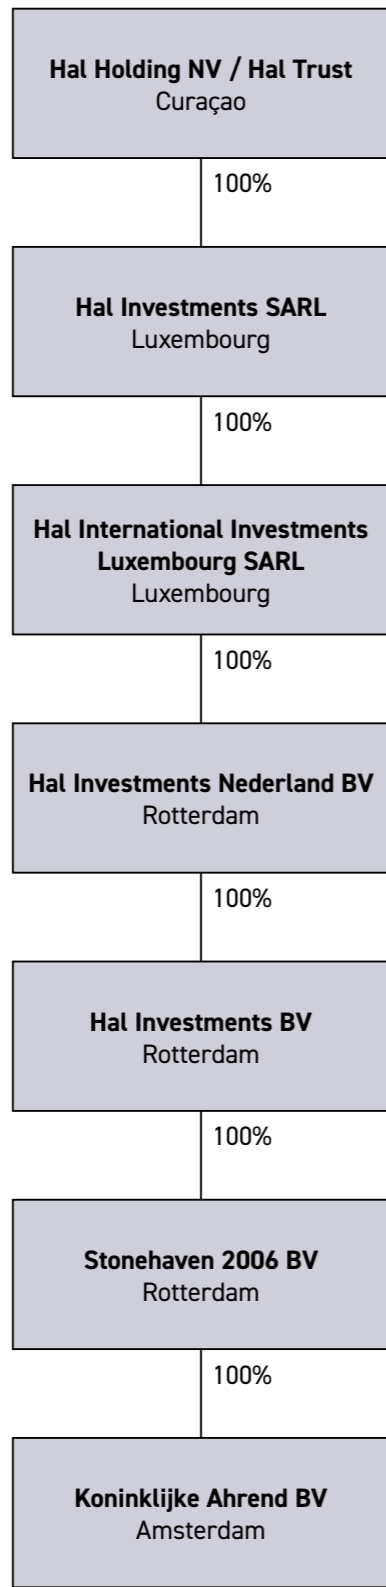 Hal Holding NV / Hal Trust
Curaçao
100%
Hal Investments SARL
Luxembourg
100%
Hal International Investments
Luxembourg SARL
Luxembourg
100%
Hal Investments Nederland BV
Rotterdam
100%
Hal Investments BV
Rotterdam
100%
Stonehaven 2006 BV
Rotterdam
100%
Koninklijke Ahrend BV
Amsterdam